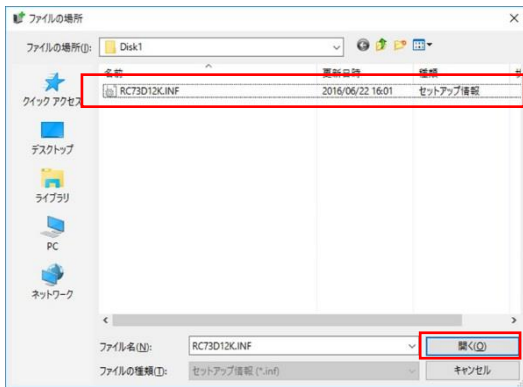 ファイルの場所
ファイルの場所(I):
Disk1
名前
更新日時
種類
RC73D12K.INF
2016/06/22 16:01
セットアップ情報
クイック アクセス
デスクトップ
ライブラリ
PC
ネットワーク
ファイル名(N):
RC73D12K.INF
開く(O)
ファイルの種類(T):
セットアップ情報 (*.inf)
キャンセル